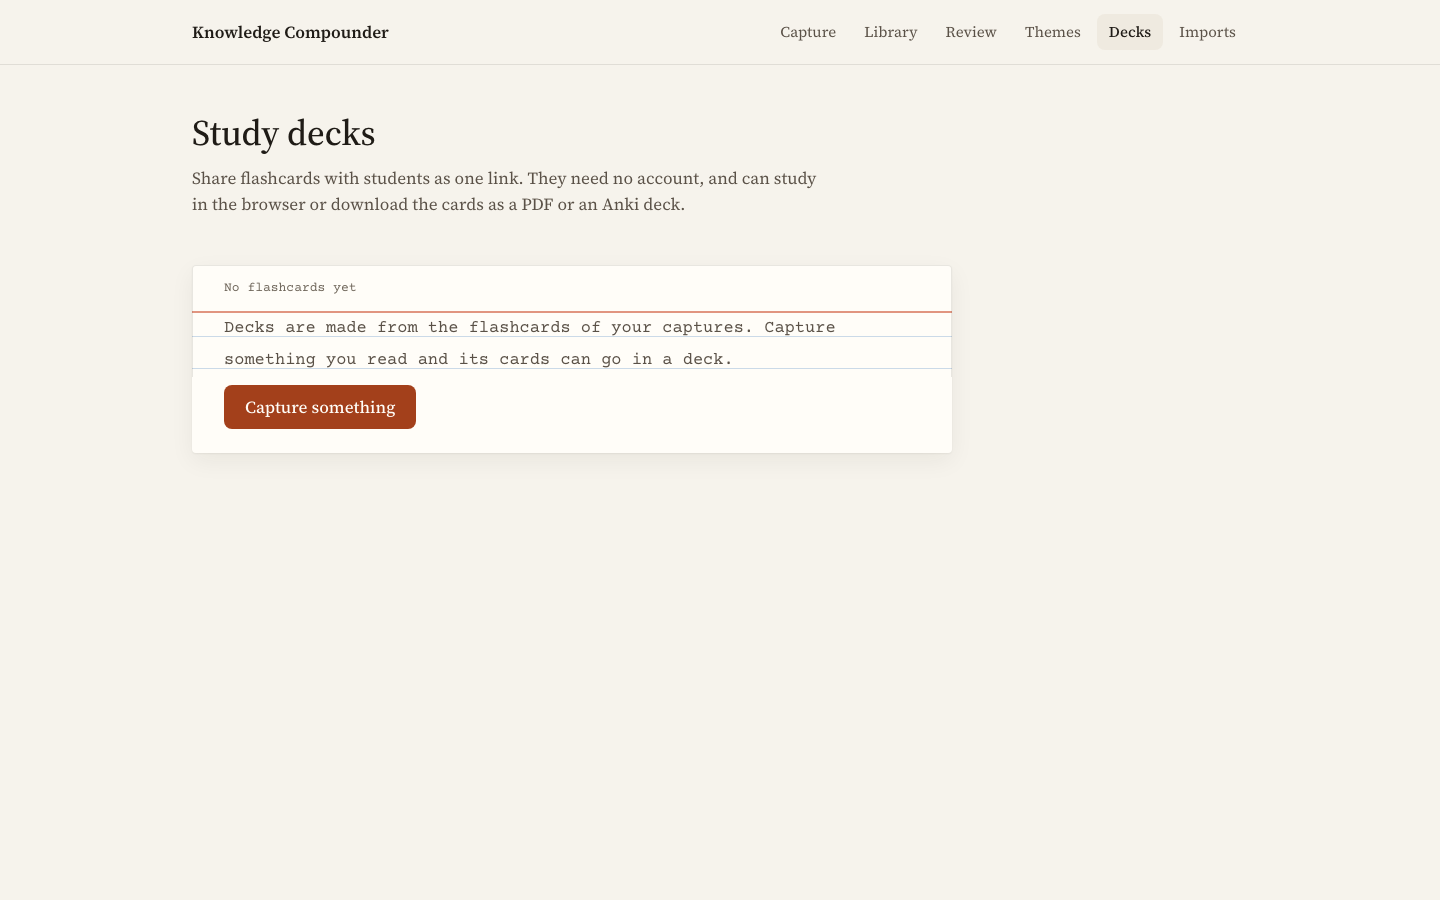 Knowledge Compounder
Capture Library Review Themes Decks Imports
Study decks
Share flashcards with students as one link. They need no account, and can study
in the browser or download the cards as a PDF or an Anki deck.
No flashcards yet
Decks are made from the flashcards of your captures. Capture
something you read and its cards can go in a deck.
Capture something